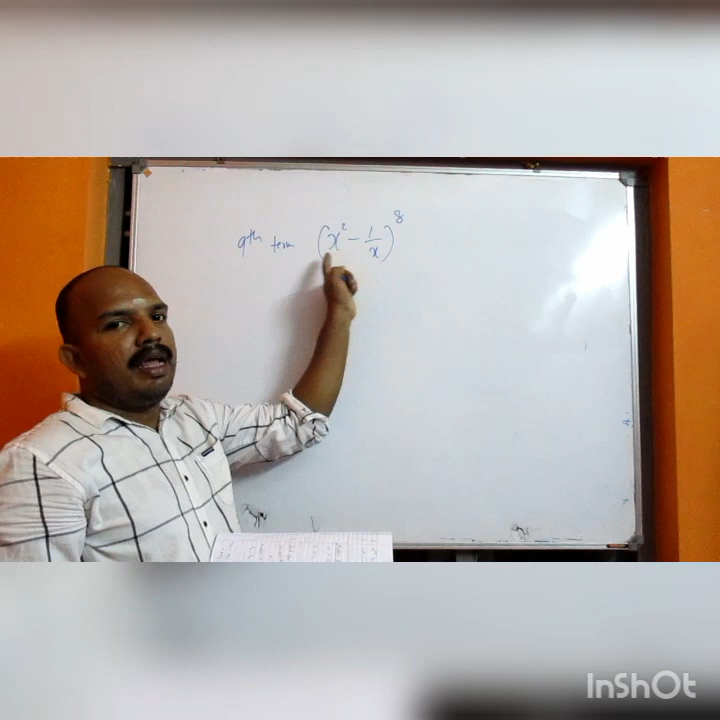 9th term (x² - 1/x)⁸
InShOt